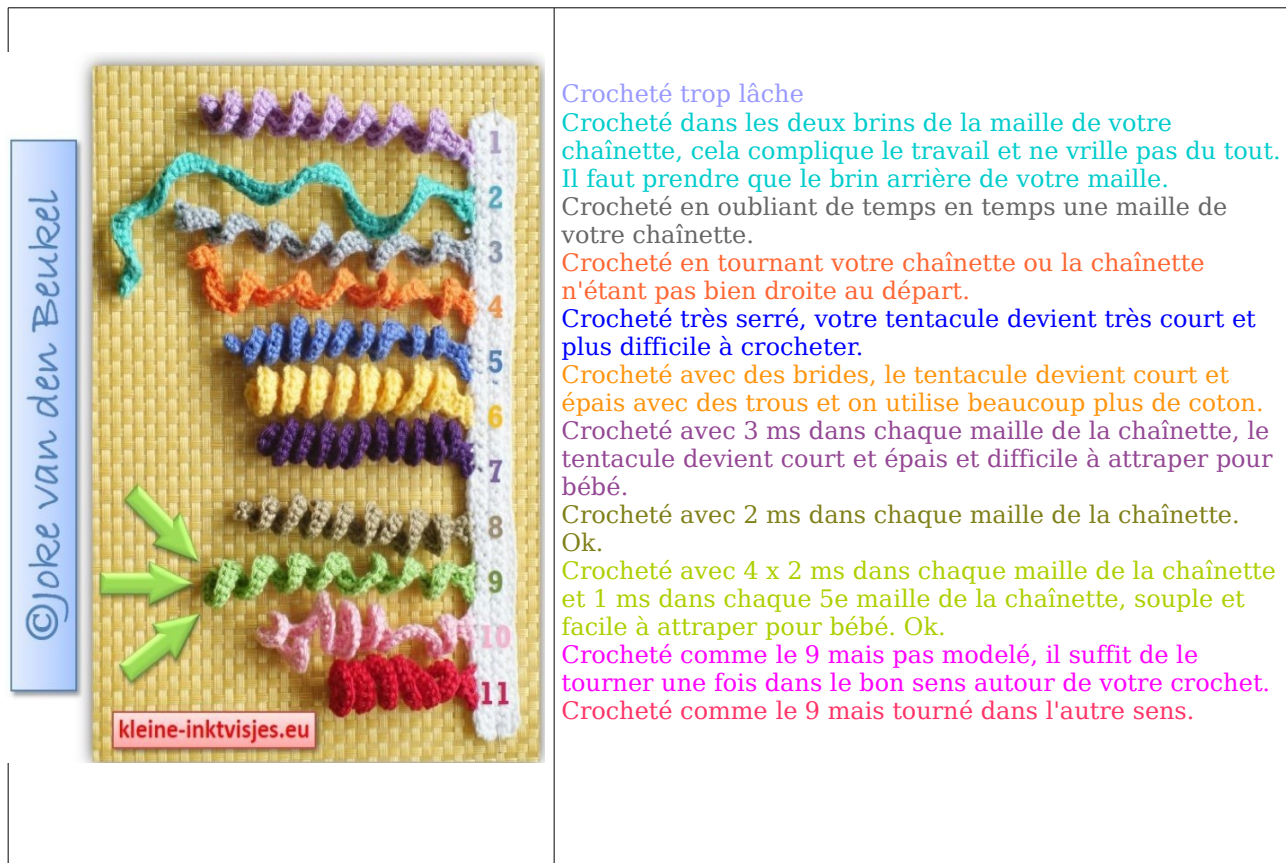 ©Joke van den Beukel
1
2
3
4
5
6
7
8
9
10
11
kleine-inktvisjes.eu
Crocheté trop lâche
Crocheté dans les deux brins de la maille de votre
chaînette, cela complique le travail et ne vrille pas du tout.
Il faut prendre que le brin arrière de votre maille.
Crocheté en oubliant de temps en temps une maille de
votre chaînette.
Crocheté en tournant votre chaînette ou la chaînette
n'étant pas bien droite au départ.
Crocheté très serré, votre tentacule devient très court et
plus difficile à crocheter.
Crocheté avec des brides, le tentacule devient court et
épais avec des trous et on utilise beaucoup plus de coton.
Crocheté avec 3 ms dans chaque maille de la chaînette, le
tentacule devient court et épais et difficile à attraper pour
bébé.
Crocheté avec 2 ms dans chaque maille de la chaînette.
Ok.
Crocheté avec 4 x 2 ms dans chaque maille de la chaînette
et 1 ms dans chaque 5e maille de la chaînette, souple et
facile à attraper pour bébé. Ok.
Crocheté comme le 9 mais pas modelé, il suffit de le
tourner une fois dans le bon sens autour de votre crochet.
Crocheté comme le 9 mais tourné dans l'autre sens.